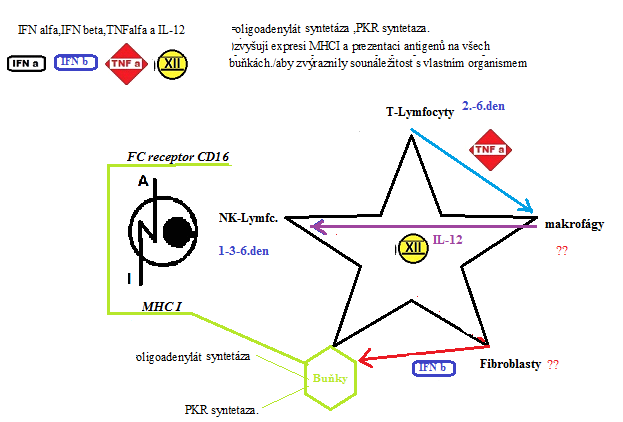 IFN alfa,IFN beta,TNFalfa a IL-12
=oligoadenylát syntetáza ,PKR syntetaza.
zvyšují expresi MHCI a prezentaci antigenů na všech
buňkách./aby zvýraznily sounáležitost s vlastním organismem
IFN a
IFN b
TNF a
XII
T-Lymfocyty
2.-6.den
TNF a
FC receptor CD16
A
I
NK-Lymfc.
1-3-6.den
IL-12
XII
makrofágy
??
MHC I
oligoadenylát syntetáza
Buňky
IFN b
Fibroblasty ??
PKR syntetaza.